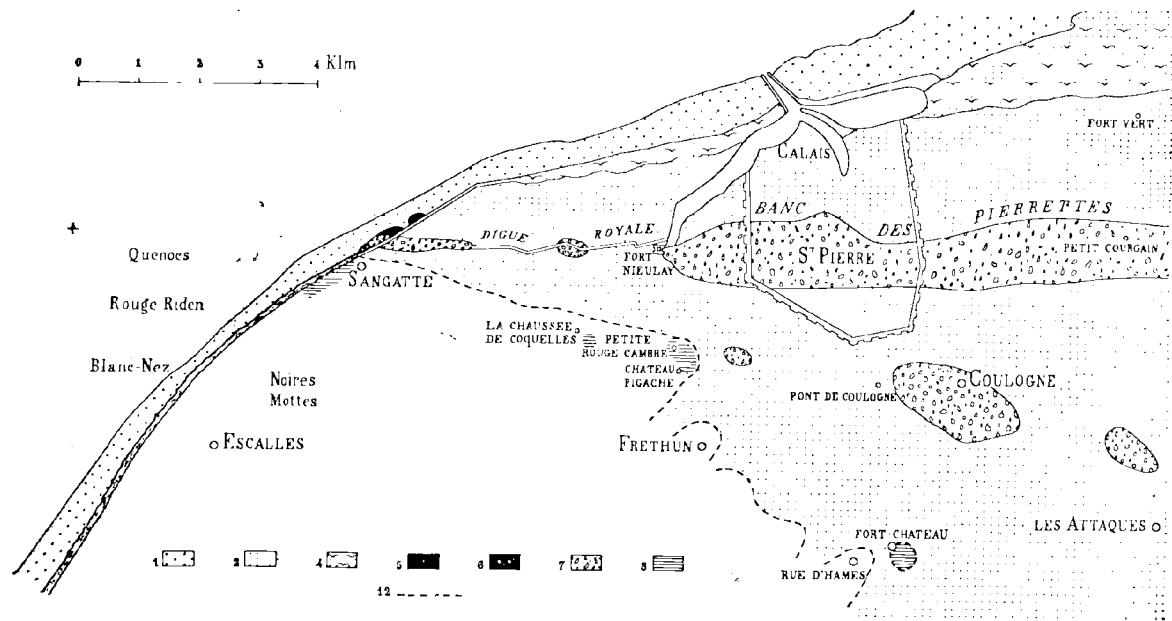 0 1 2 3 4 Klm
FORT VERT
CALAIS
BANC DES PIERRETTES
Quenocs
DIGUE ROYALE
FORT
NIEULAY
ST PIERRE
PETIT COURGAIN
SANGATTE
Rouge Riden
LA CHAUSSEE
DE COQUELLES
PETITE
ROUGE CAMBRE
CHATEAU
PIGACHE
Blanc-Nez
Noires
Mottes
PONT DE COULOGNE
COULOGNE
ESCALLES
FRETHUN
LES ATTAQUES
FORT CHATEAU
RUE D'HAMES
1 2 4 5 6 7 8
12